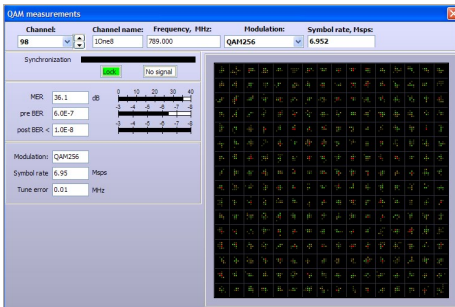 QAM measurements
Channel: Channel name: Frequency, MHz: Modulation: Symbol rate, Msps:
98 1One8 789.000 QAM256 6.952
Synchronization
Lock No signal
0 10 20 30 40
MER 36.1 dB
-3 -4 -5 -6 -7 -8
pre BER 6.0E-7
-3 -4 -5 -6 -7 -8
post BER < 1.0E-8
Modulation: QAM256
Symbol rate 6.95 Msps
Tune error 0.01 MHz